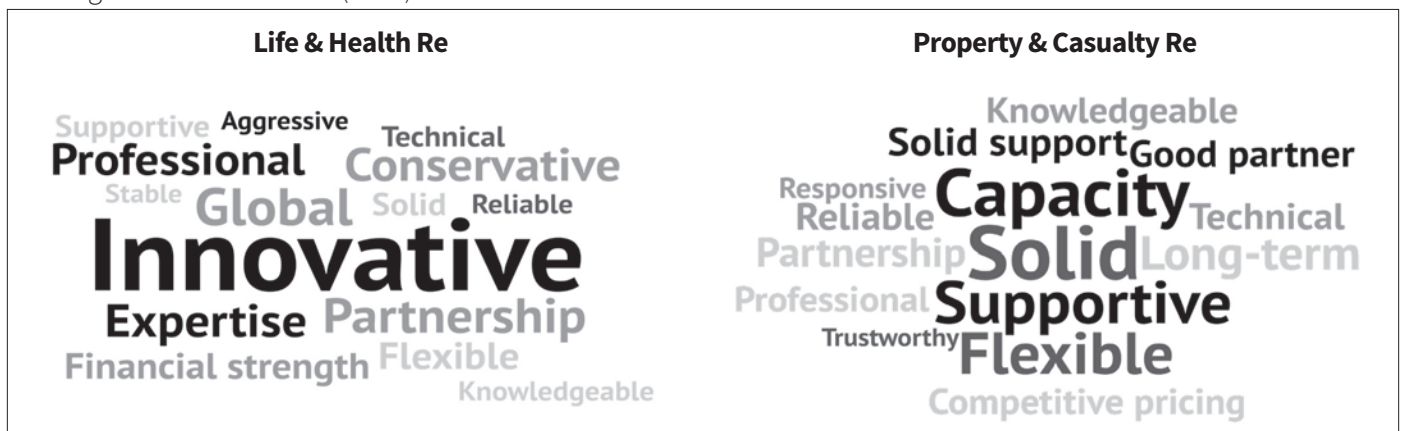 Life & Health Re
Supportive Aggressive
Technical
Professional
Conservative
Stable
Global
Solid
Reliable
Innovative
Expertise
Partnership
Financial strength
Flexible
Knowledgeable
Property & Casualty Re
Knowledgeable
Solid support
Good partner
Responsive
Capacity
Reliable
Technical
Partnership
Solid
Long-term
Professional
Supportive
Trustworthy
Flexible
Competitive pricing